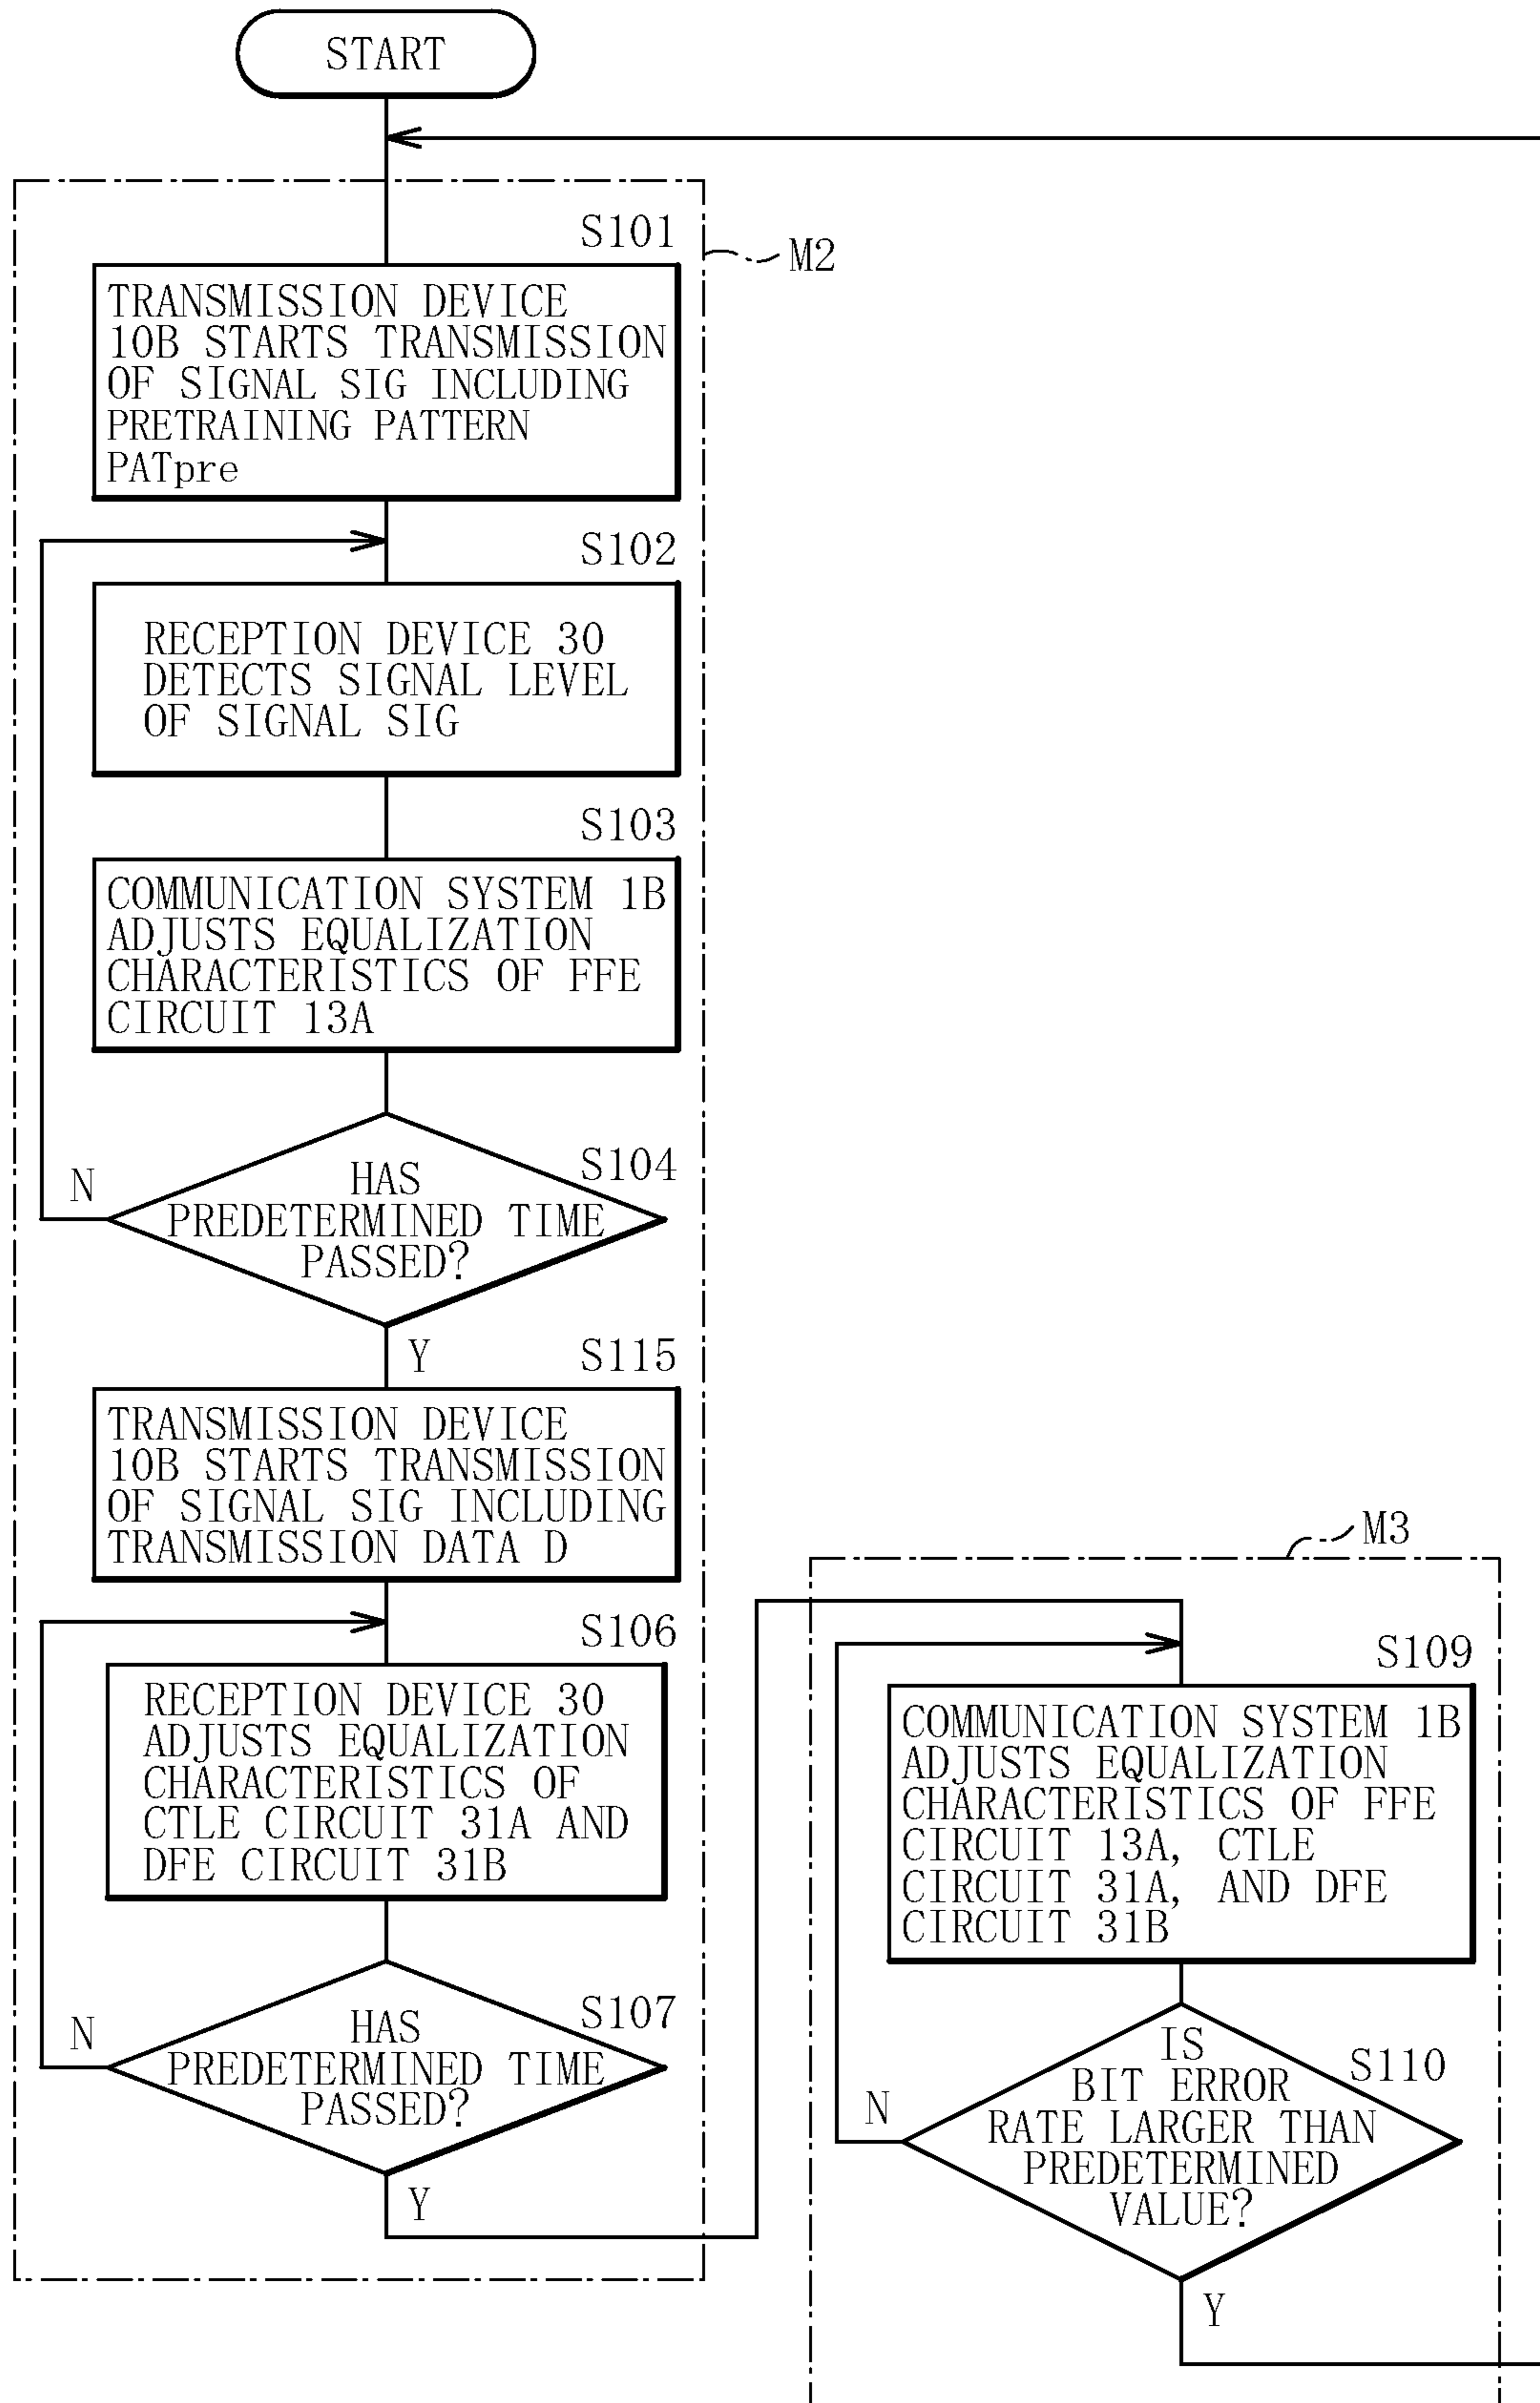 START
S101
M2
TRANSMISSION DEVICE
10B STARTS TRANSMISSION
OF SIGNAL SIG INCLUDING
PRETRAINING PATTERN
PATpre
S102
RECEPTION DEVICE 30
DETECTS SIGNAL LEVEL
OF SIGNAL SIG
S103
COMMUNICATION SYSTEM 1B
ADJUSTS EQUALIZATION
CHARACTERISTICS OF FFE
CIRCUIT 13A
S104
N
HAS
PREDETERMINED TIME
PASSED?
Y
S115
TRANSMISSION DEVICE
10B STARTS TRANSMISSION
OF SIGNAL SIG INCLUDING
TRANSMISSION DATA D
S106
RECEPTION DEVICE 30
ADJUSTS EQUALIZATION
CHARACTERISTICS OF
CTLE CIRCUIT 31A AND
DFE CIRCUIT 31B
S107
N
HAS
PREDETERMINED TIME
PASSED?
Y
M3
S109
COMMUNICATION SYSTEM 1B
ADJUSTS EQUALIZATION
CHARACTERISTICS OF FFE
CIRCUIT 13A, CTLE
CIRCUIT 31A, AND DFE
CIRCUIT 31B
S110
N
IS
BIT ERROR
RATE LARGER THAN
PREDETERMINED
VALUE?
Y